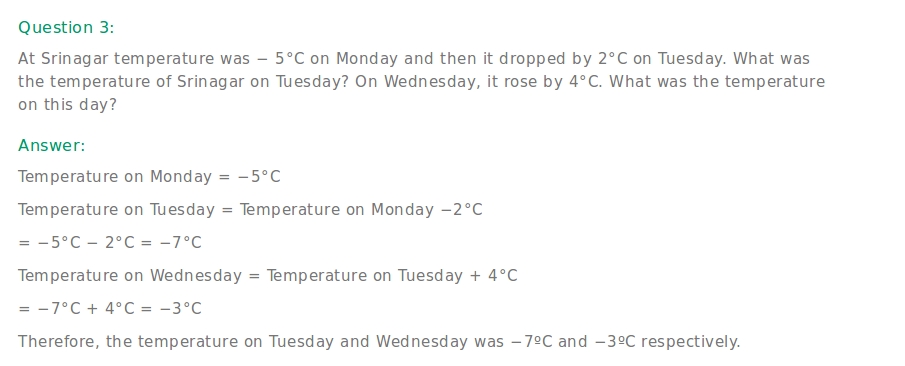 Question 3:
At Srinagar temperature was − 5°C on Monday and then it dropped by 2°C on Tuesday. What was
the temperature of Srinagar on Tuesday? On Wednesday, it rose by 4°C. What was the temperature
on this day?
Answer:
Temperature on Monday = −5°C
Temperature on Tuesday = Temperature on Monday −2°C
= −5°C − 2°C = −7°C
Temperature on Wednesday = Temperature on Tuesday + 4°C
= −7°C + 4°C = −3°C
Therefore, the temperature on Tuesday and Wednesday was −7ºC and −3ºC respectively.